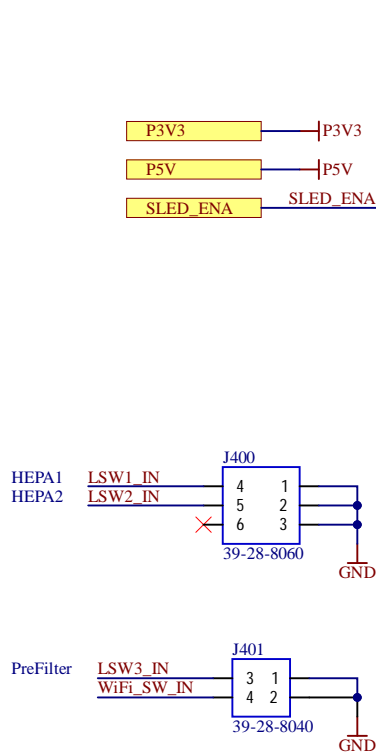 P3V3 P3V3
P5V P5V
SLED_ENA SLED_ENA
J400
HEPA1 LSW1_IN 4 1
HEPA2 LSW2_IN 5 2
6 3
39-28-8060
GND
J401
PreFilter LSW3_IN 3 1
WiFi_SW_IN 4 2
39-28-8040
GND